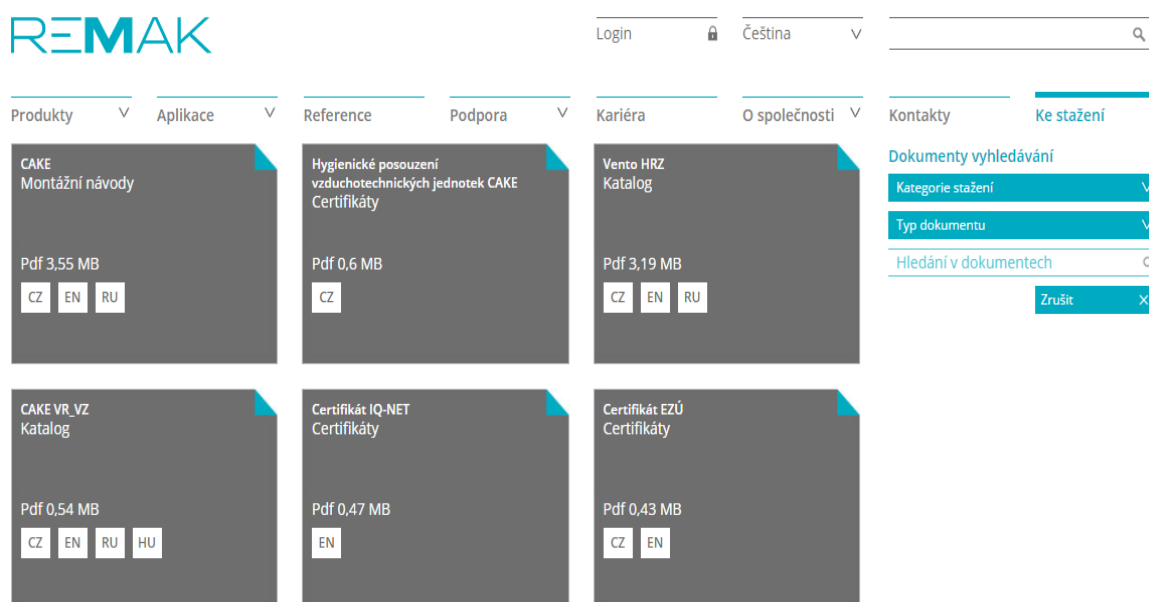 REMAK
Login
Čeština
Produkty
Aplikace
Reference
Podpora
Kariéra
O společnosti
Kontakty
Ke stažení
CAKE
Montážní návody
Pdf 3,55 MB
CZ EN RU
Hygienické posouzení
vzduchotechnických jednotek CAKE
Certifikáty
Pdf 0,6 MB
CZ
Vento HRZ
Katalog
Pdf 3,19 MB
CZ EN RU
Dokumenty vyhledávání
Kategorie stažení
Typ dokumentu
Hledání v dokumentech
Zrušit X
CAKE VR_VZ
Katalog
Pdf 0,54 MB
CZ EN RU HU
Certifikát IQ-NET
Certifikáty
Pdf 0,47 MB
EN
Certifikát EZÚ
Certifikáty
Pdf 0,43 MB
CZ EN